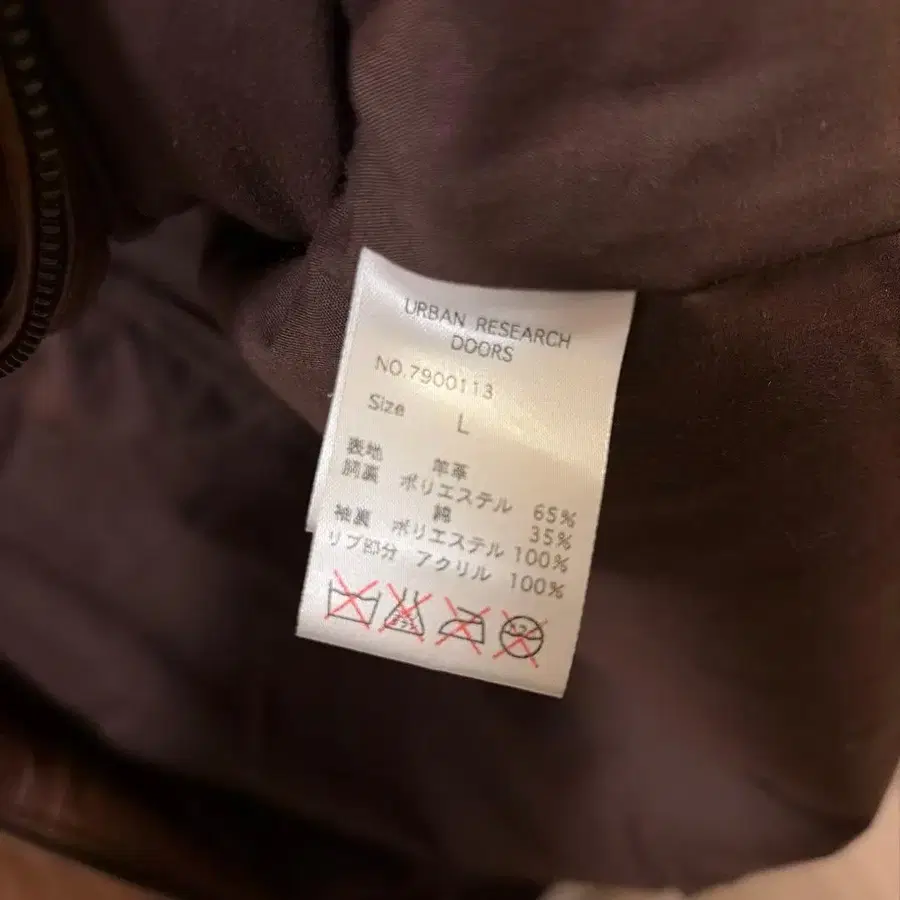 URBAN RESEARCH
DOORS
NO.7900113
Size L
表地 羊革
胴裏 ポリエステル 65%
綿 35%
袖裏 ポリエステル 100%
リブ部分 アクリル 100%